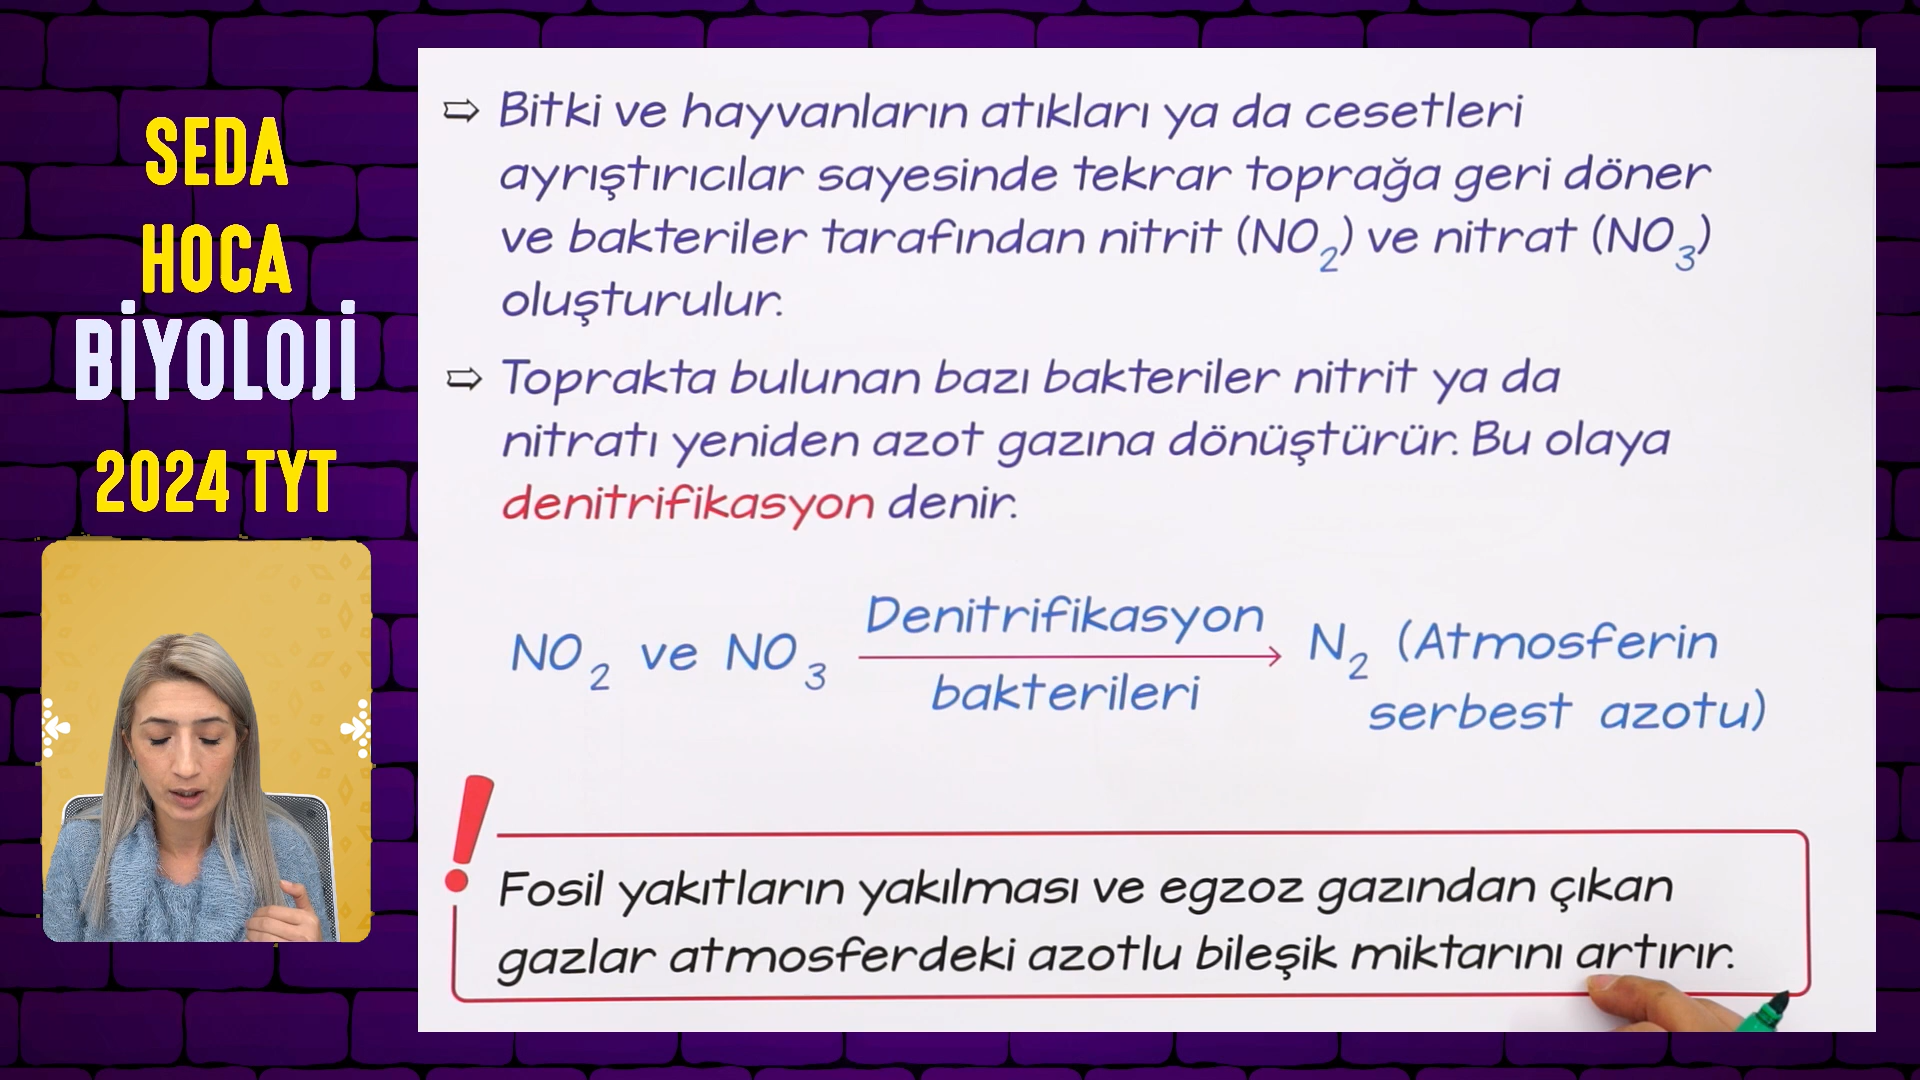 SEDA
HOCA
BİYOLOJİ
2024 TYT
⇨ Bitki ve hayvanların atıkları ya da cesetleri
ayrıştırıcılar sayesinde tekrar toprağa geri döner
ve bakteriler tarafından nitrit (NO₂) ve nitrat (NO₃)
oluşturulur.
⇨ Toprakta bulunan bazı bakteriler nitrit ya da
nitratı yeniden azot gazına dönüştürür. Bu olaya
denitrifikasyon denir.
NO₂ ve NO₃ Denitrifikasyon N₂ (Atmosferin
bakterileri serbest azotu)
! Fosil yakıtların yakılması ve egzoz gazından çıkan
gazlar atmosferdeki azotlu bileşik miktarını artırır.